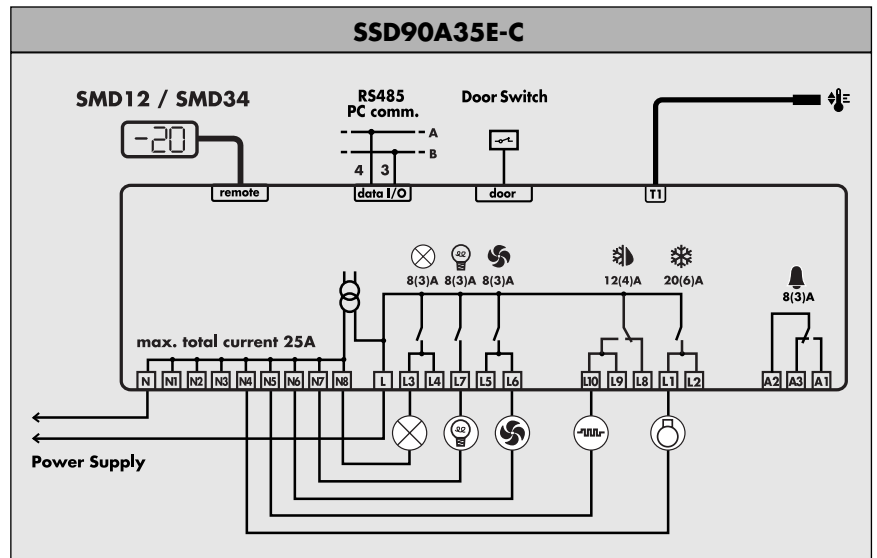 SSD90A35E-C
SMD12 / SMD34
RS485
PC comm.
Door Switch
-20
A
B
4 3
remote
data I/O
door
T1
8(3)A 8(3)A 8(3)A
12(4)A
20(6)A
8(3)A
max. total current 25A
N N1 N2 N3 N4 N5 N6 N7 N8 L L3 L4 L7 L5 L6 L10 L9 L8 L1 L2 A2 A3 A1
Power Supply